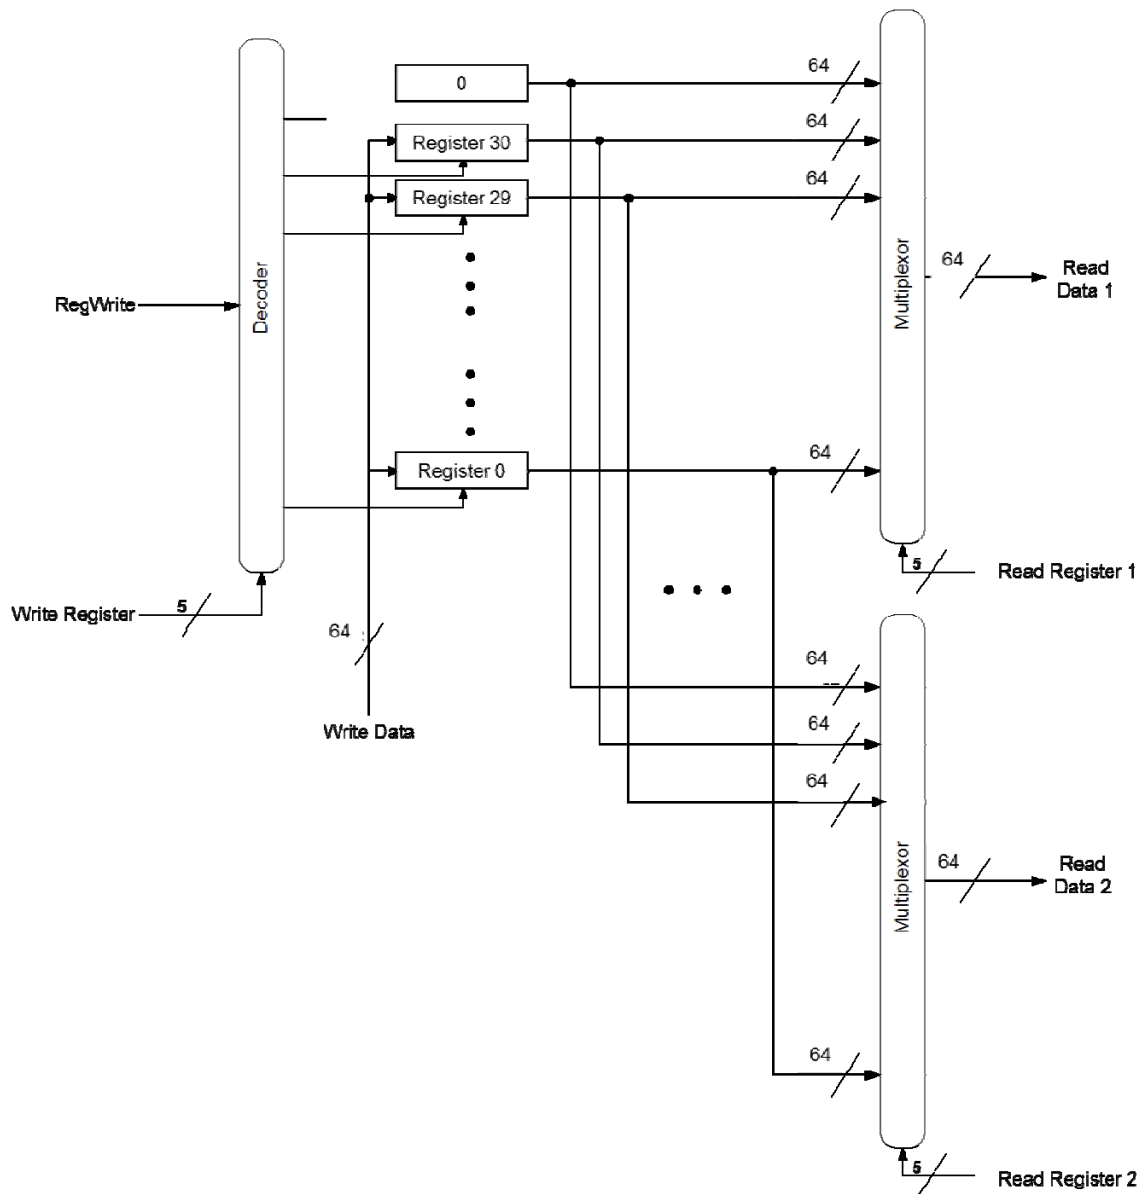 64
0
64
Register 30
64
Register 29
RegWrite
Decoder
Multiplexor
64
Read
Data 1
64
Register 0
5
Read Register 1
Write Register
5
64
Write Data
64
64
64
Multiplexor
64
Read
Data 2
64
5
Read Register 2